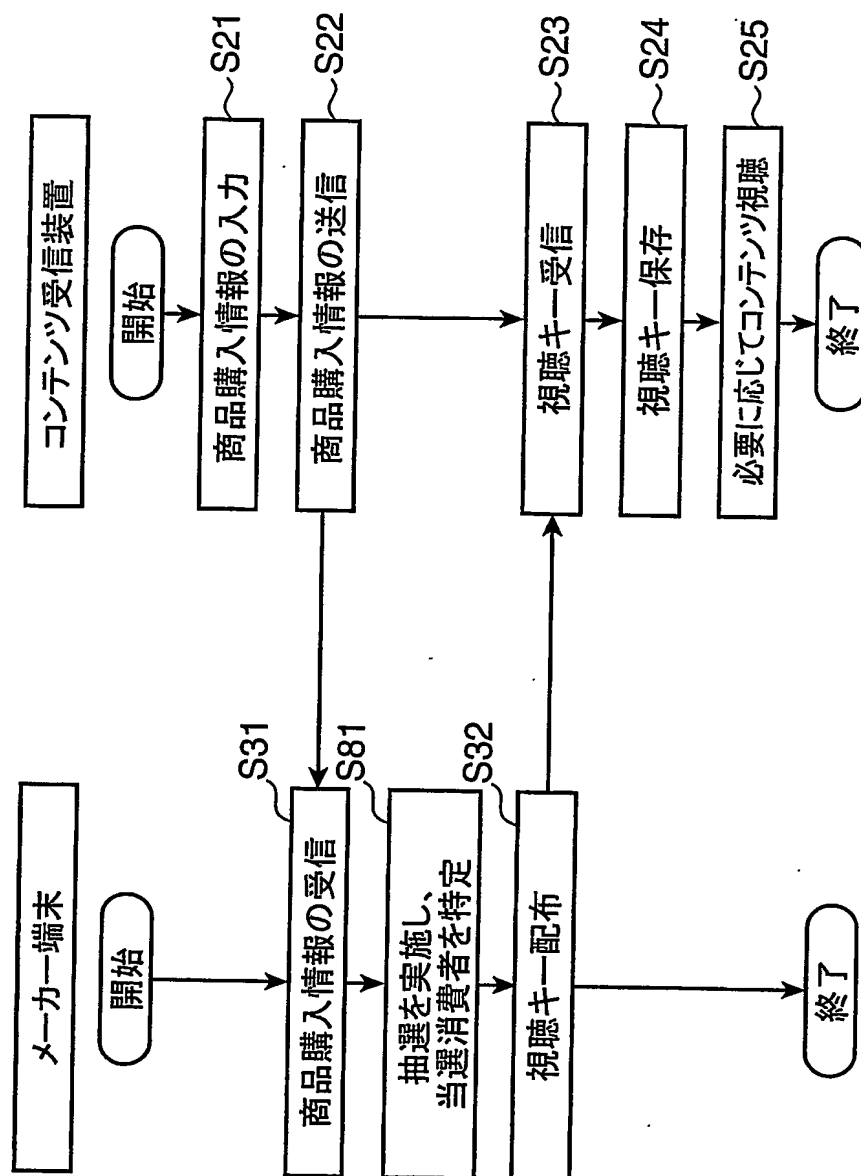 メーカー端末
開始
商品購入情報の受信
S31
抽選を実施し、
当選消費者を特定
S81
視聴キー配布
S32
終了
コンテンツ受信装置
開始
商品購入情報の入力
S21
商品購入情報の送信
S22
視聴キー受信
S23
視聴キー保存
S24
必要に応じてコンテンツ視聴
S25
終了